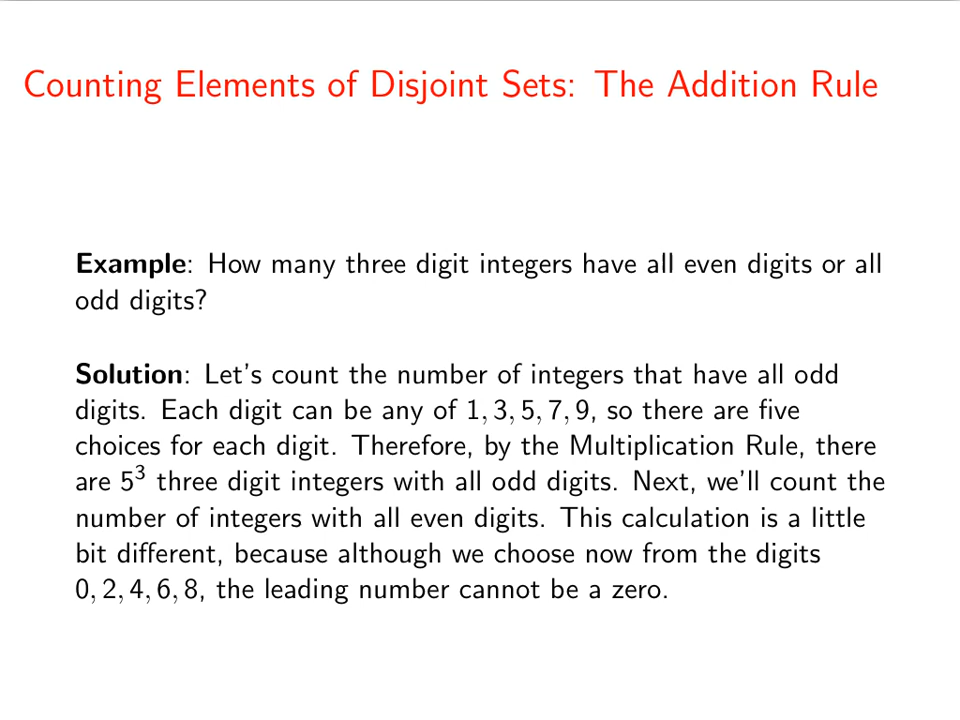 Counting Elements of Disjoint Sets: The Addition Rule
Example: How many three digit integers have all even digits or all
odd digits?
Solution: Let's count the number of integers that have all odd
digits. Each digit can be any of 1, 3, 5, 7, 9, so there are five
choices for each digit. Therefore, by the Multiplication Rule, there
are 5³ three digit integers with all odd digits. Next, we'll count the
number of integers with all even digits. This calculation is a little
bit different, because although we choose now from the digits
0, 2, 4, 6, 8, the leading number cannot be a zero.